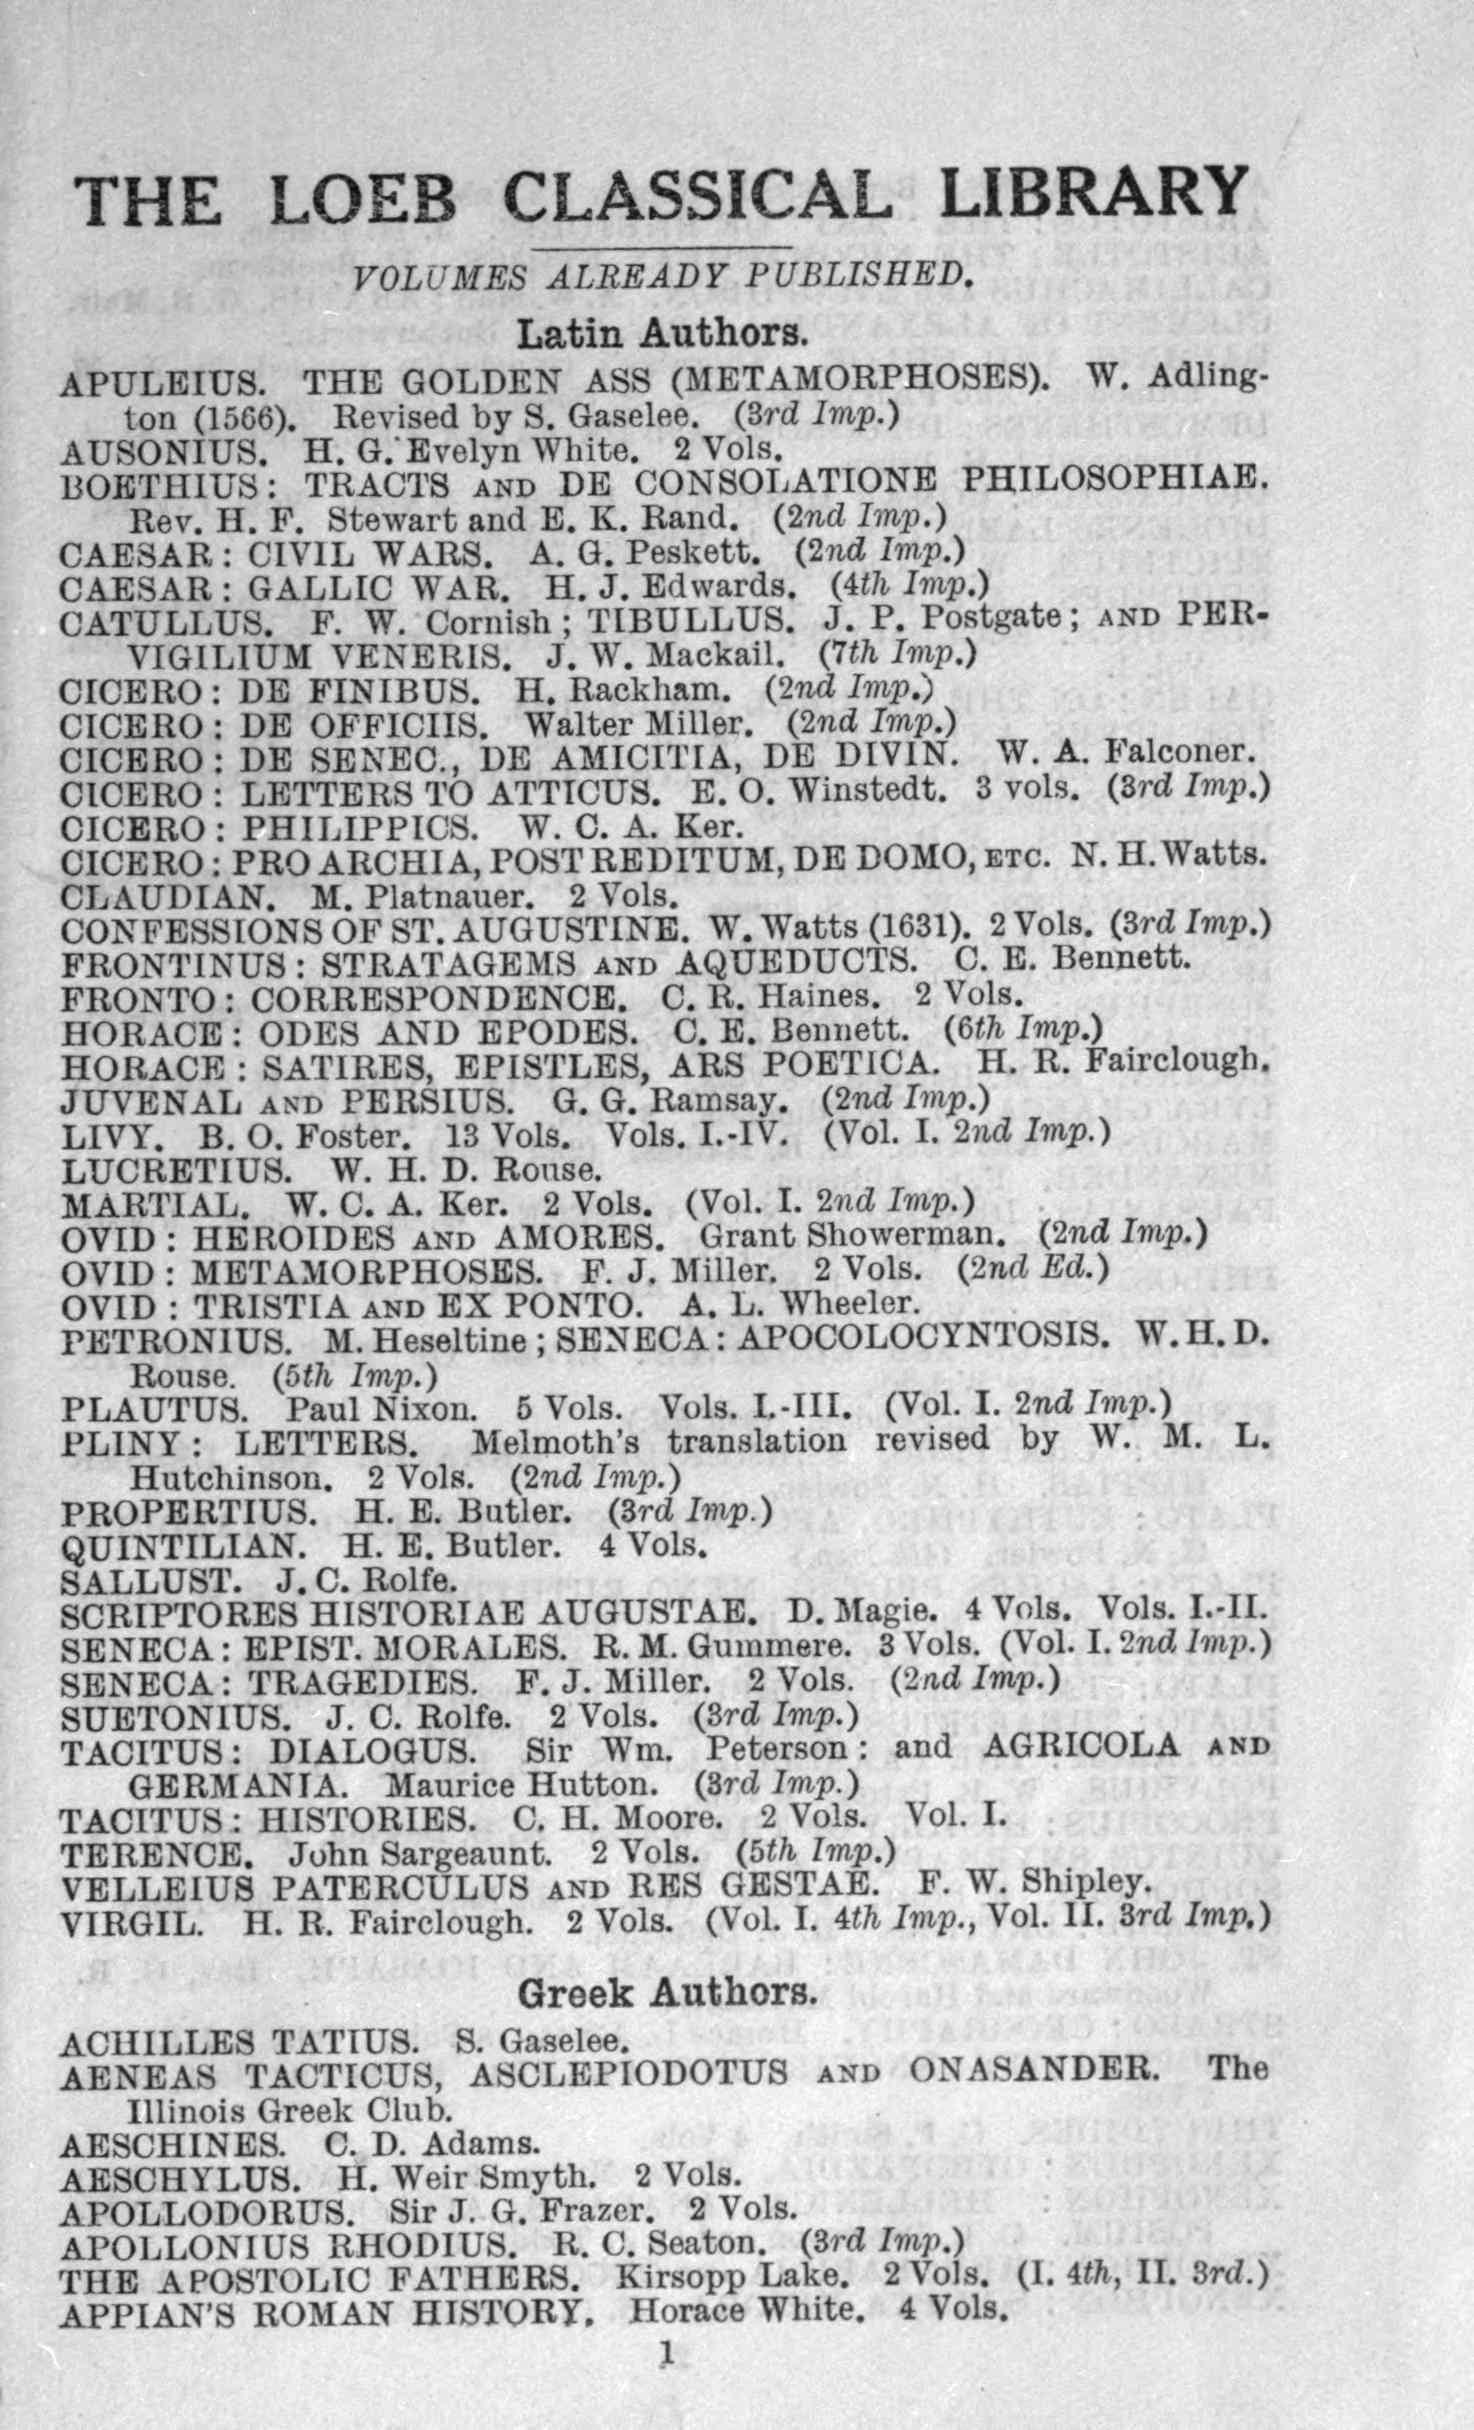 THE LOEB CLASSICAL LIBRARY
VOLUMES ALREADY PUBLISHED.
Latin Authors.
APULEIUS. THE GOLDEN ASS (METAMORPHOSES). W. Adling-
ton (1566). Revised by S. Gaselee. (3rd Imp.)
AUSONIUS. H. G. Evelyn White. 2 Vols.
BOETHIUS: TRACTS AND DE CONSOLATIONE PHILOSOPHIAE.
Rev. H. F. Stewart and E. K. Rand. (2nd Imp.)
CAESAR: CIVIL WARS. A. G. Peskett. (2nd Imp.)
CAESAR: GALLIC WAR. H. J. Edwards. (4th Imp.)
CATULLUS. F. W. Cornish; TIBULLUS. J. P. Postgate; AND PER-
VIGILIUM VENERIS. J. W. Mackail. (7th Imp.)
CICERO: DE FINIBUS. H. Rackham. (2nd Imp.)
CICERO: DE OFFICIIS. Walter Miller. (2nd Imp.)
CICERO: DE SENEC., DE AMICITIA, DE DIVIN. W. A. Falconer.
CICERO: LETTERS TO ATTICUS. E. O. Winstedt. 3 vols. (3rd Imp.)
CICERO: PHILIPPICS. W. C. A. Ker.
CICERO: PRO ARCHIA, POST REDITUM, DE DOMO, ETC. N. H. Watts.
CLAUDIAN. M. Platnauer. 2 Vols.
CONFESSIONS OF ST. AUGUSTINE. W. Watts (1631). 2 Vols. (3rd Imp.)
FRONTINUS: STRATAGEMS AND AQUEDUCTS. C. E. Bennett.
FRONTO: CORRESPONDENCE. C. R. Haines. 2 Vols.
HORACE: ODES AND EPODES. C. E. Bennett. (6th Imp.)
HORACE: SATIRES, EPISTLES, ARS POETICA. H. R. Fairclough.
JUVENAL AND PERSIUS. G. G. Ramsay. (2nd Imp.)
LIVY. B. O. Foster. 13 Vols. Vols. I.-IV. (Vol. I. 2nd Imp.)
LUCRETIUS. W. H. D. Rouse.
MARTIAL. W. C. A. Ker. 2 Vols. (Vol. I. 2nd Imp.)
OVID: HEROIDES AND AMORES. Grant Showerman. (2nd Imp.)
OVID: METAMORPHOSES. F. J. Miller. 2 Vols. (2nd Ed.)
OVID: TRISTIA AND EX PONTO. A. L. Wheeler.
PETRONIUS. M. Heseltine; SENECA: APOCOLOCYNTOSIS. W. H. D.
Rouse. (5th Imp.)
PLAUTUS. Paul Nixon. 5 Vols. Vols. I.-III. (Vol. I. 2nd Imp.)
PLINY: LETTERS. Melmoth's translation revised by W. M. L.
Hutchinson. 2 Vols. (2nd Imp.)
PROPERTIUS. H. E. Butler. (3rd Imp.)
QUINTILIAN. H. E. Butler. 4 Vols.
SALLUST. J. C. Rolfe.
SCRIPTORES HISTORIAE AUGUSTAE. D. Magie. 4 Vols. Vols. I.-II.
SENECA: EPIST. MORALES. R. M. Gummere. 3 Vols. (Vol. I. 2nd Imp.)
SENECA: TRAGEDIES. F. J. Miller. 2 Vols. (2nd Imp.)
SUETONIUS. J. C. Rolfe. 2 Vols. (3rd Imp.)
TACITUS: DIALOGUS. Sir Wm. Peterson: and AGRICOLA AND
GERMANIA. Maurice Hutton. (3rd Imp.)
TACITUS: HISTORIES. C. H. Moore. 2 Vols. Vol. I.
TERENCE. John Sargeaunt. 2 Vols. (5th Imp.)
VELLEIUS PATERCULUS AND RES GESTAE. F. W. Shipley.
VIRGIL. H. R. Fairclough. 2 Vols. (Vol. I. 4th Imp., Vol. II. 3rd Imp.)
Greek Authors.
ACHILLES TATIUS. S. Gaselee.
AENEAS TACTICUS, ASCLEPIODOTUS AND ONASANDER. The
Illinois Greek Club.
AESCHINES. C. D. Adams.
AESCHYLUS. H. Weir Smyth. 2 Vols.
APOLLODORUS. Sir J. G. Frazer. 2 Vols.
APOLLONIUS RHODIUS. R. C. Seaton. (3rd Imp.)
THE APOSTOLIC FATHERS. Kirsopp Lake. 2 Vols. (I. 4th, II. 3rd.)
APPIAN'S ROMAN HISTORY. Horace White. 4 Vols.
1